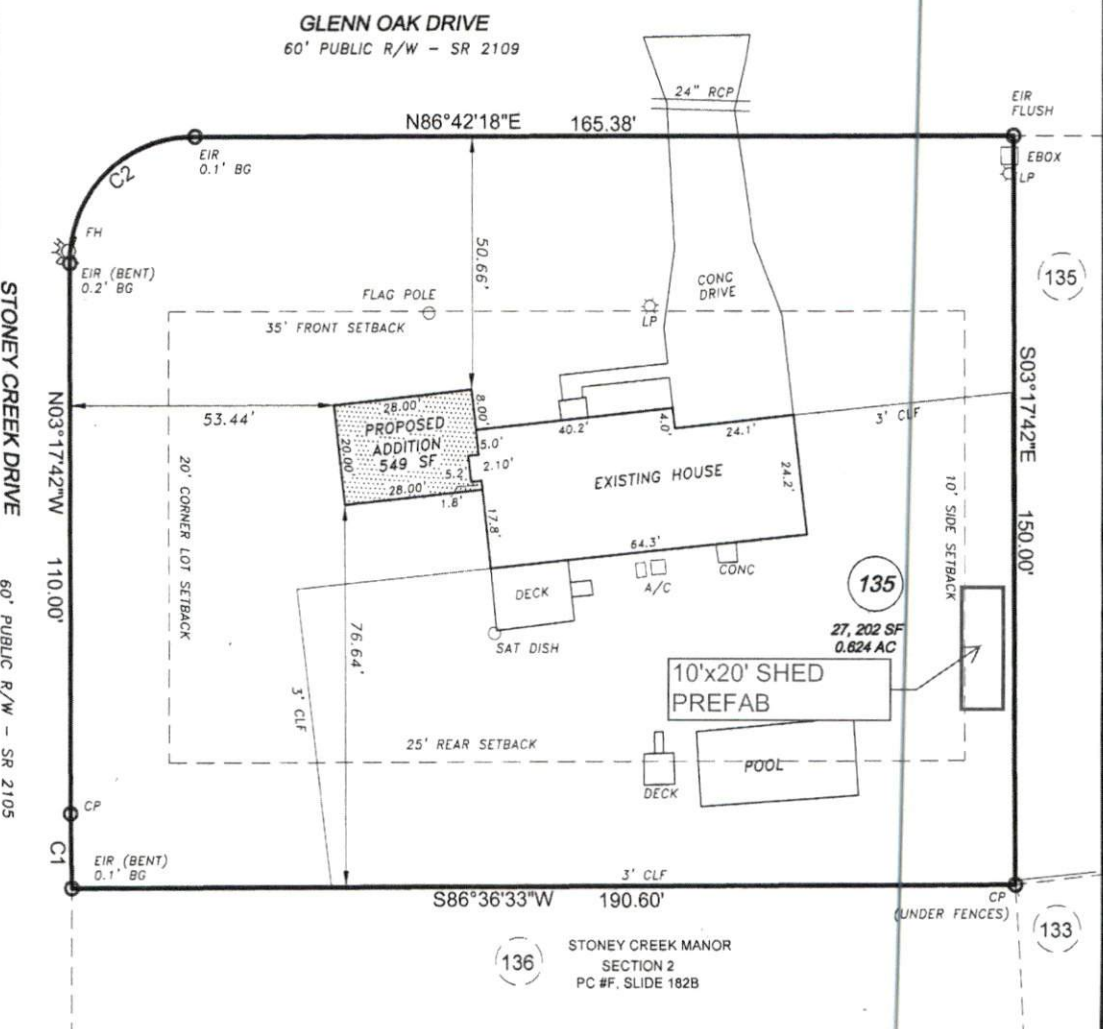 GLENN OAK DRIVE
60' PUBLIC R/W - SR 2109
24" RCP
EIR
FLUSH
N86°42'18"E 165.38'
EIR
0.1' BG
EBOX
LP
C2
FH
EIR (BENT)
0.2' BG
50.66'
CONC
DRIVE
135
FLAG POLE
LP
35' FRONT SETBACK
STONEY CREEK DRIVE
60' PUBLIC R/W - SR 2105
N03°17'42"W 110.00'
S03°17'42"E 150.00'
53.44'
28.00'
8.00'
PROPOSED
ADDITION
549 SF
20.00'
28.00'
5.0'
2.10'
5.2'
1.8'
40.2'
4.0'
24.1'
3' CLF
EXISTING HOUSE
24.2'
17.8'
64.3'
20' CORNER LOT SETBACK
10' SIDE SETBACK
DECK
A/C
CONC
SAT DISH
135
27, 202 SF
0.624 AC
10'x20' SHED
PREFAB
76.64'
3' CLF
25' REAR SETBACK
POOL
DECK
CP
C1
EIR (BENT)
0.1' BG
3' CLF
S86°36'33"W 190.60'
CP
(UNDER FENCES)
133
136
STONEY CREEK MANOR
SECTION 2
PC #F, SLIDE 182B